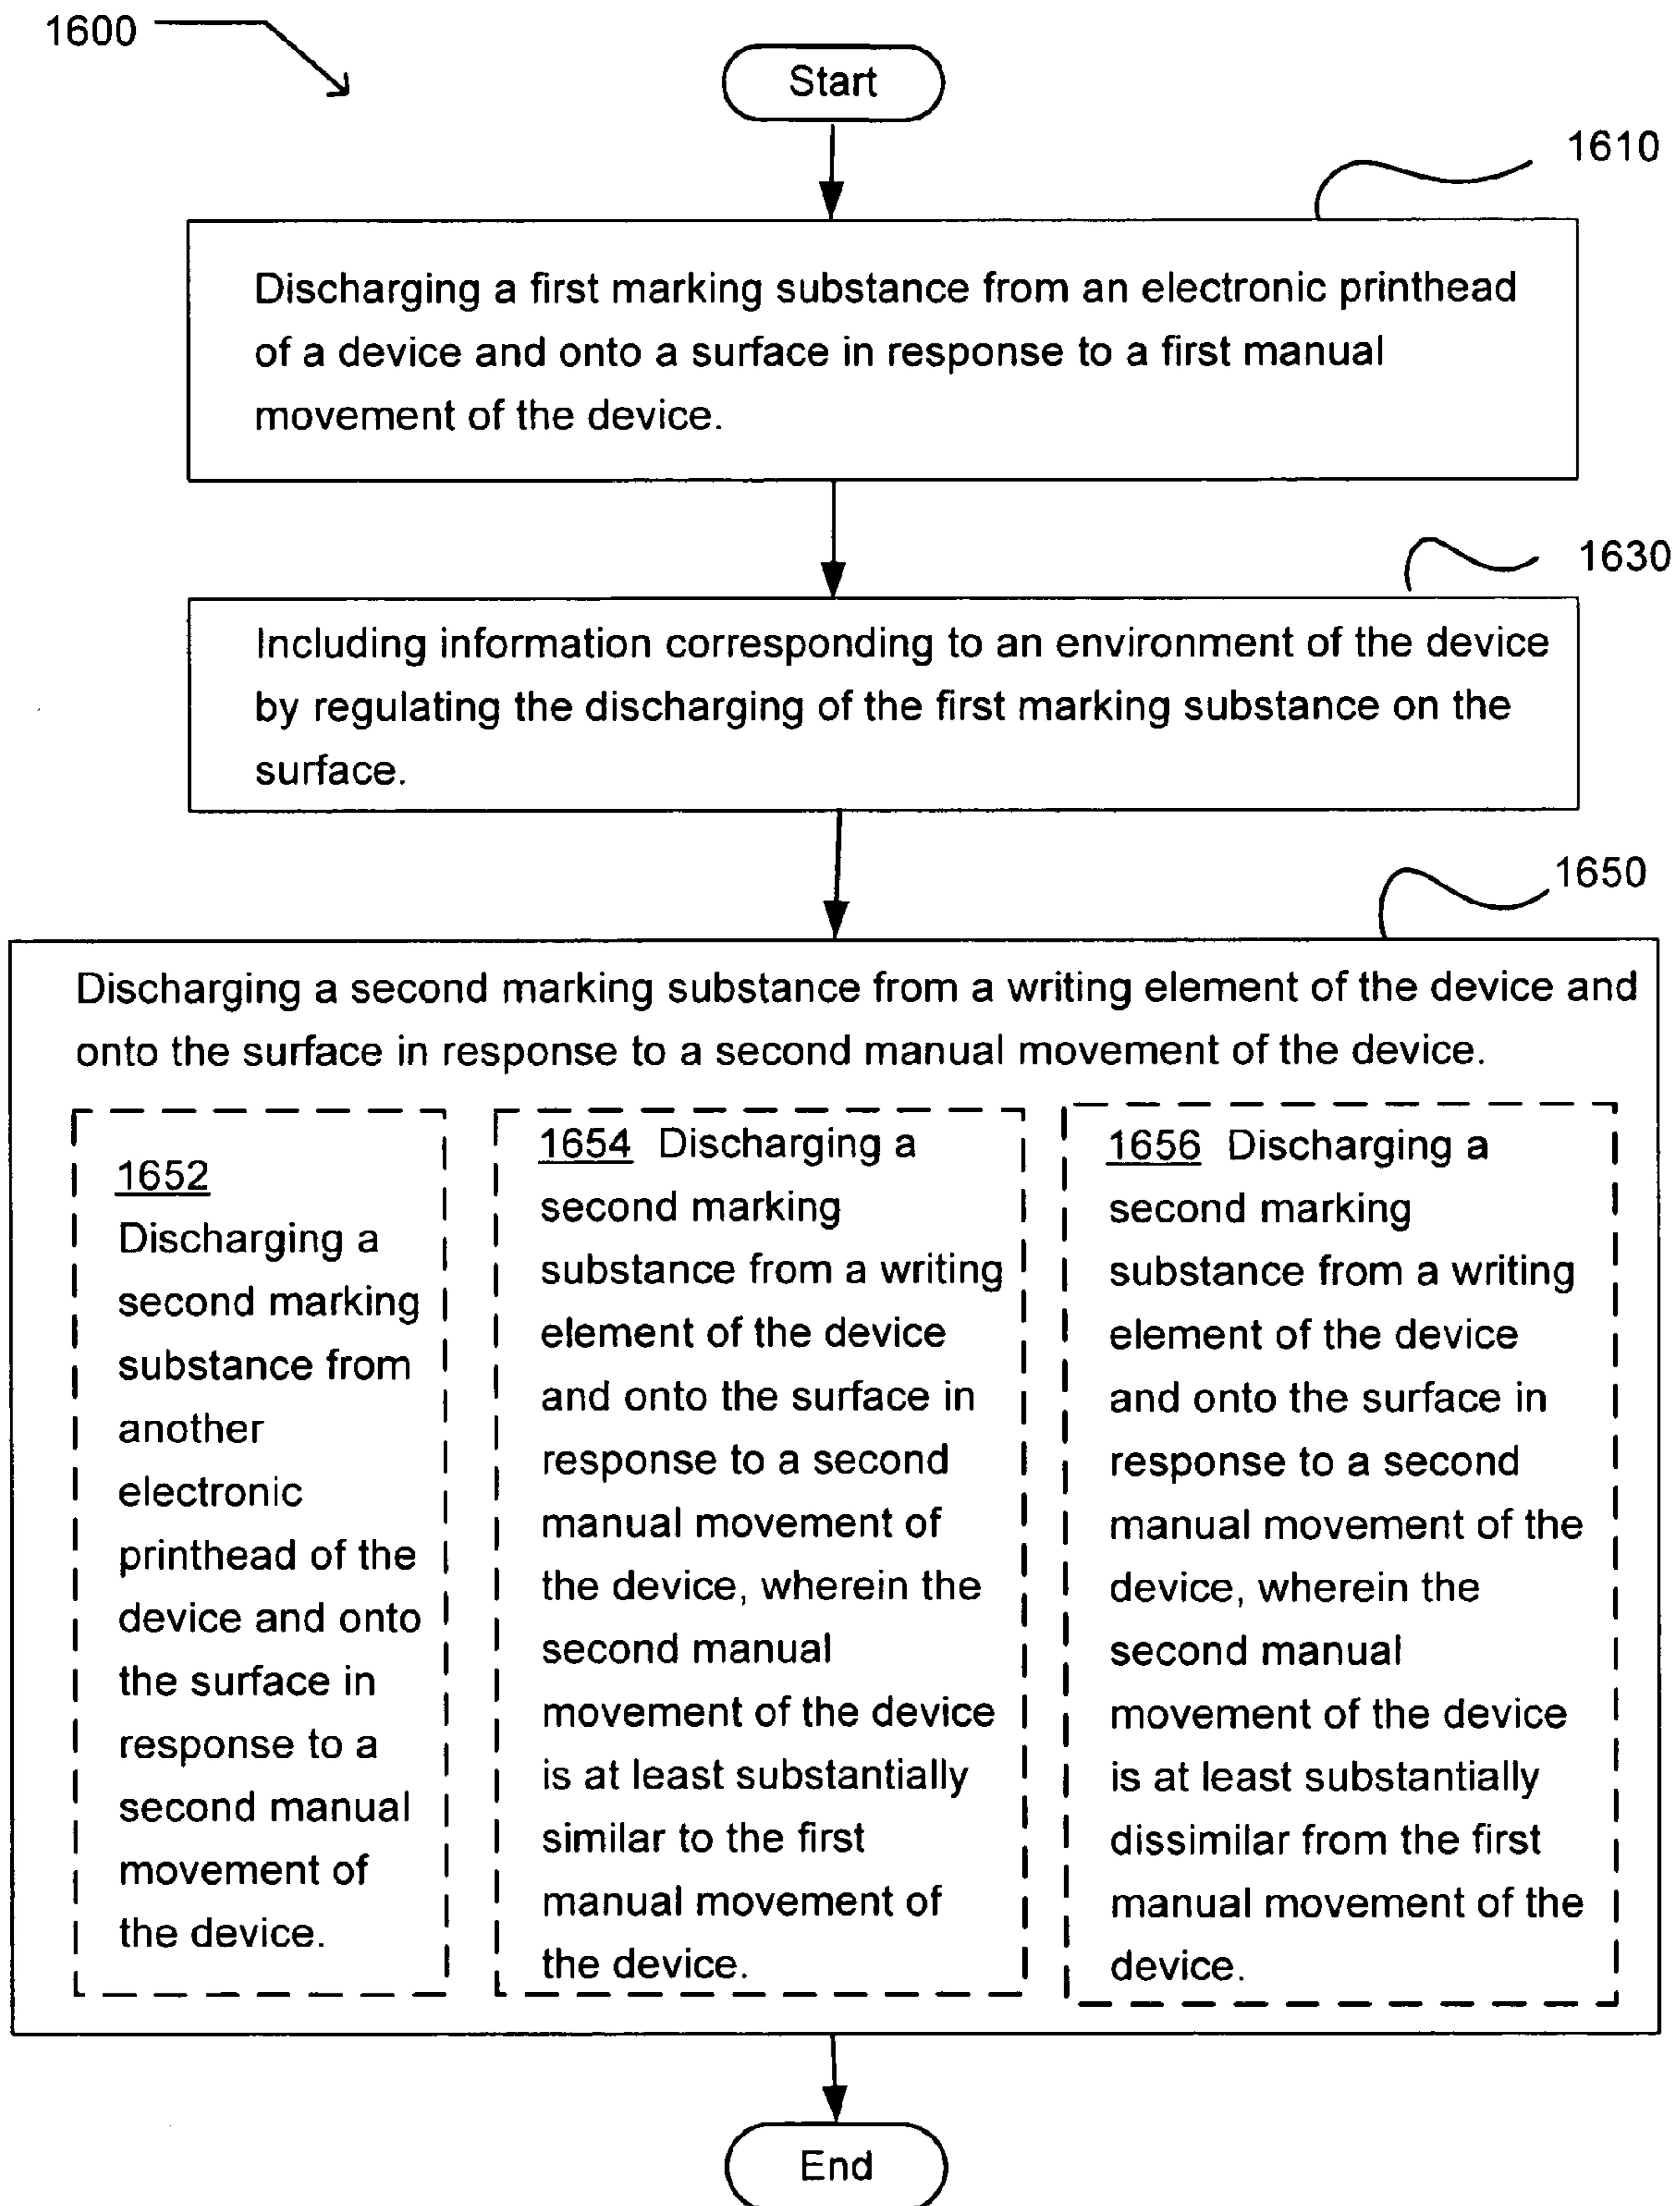 1600
Start
1610
Discharging a first marking substance from an electronic printhead
of a device and onto a surface in response to a first manual
movement of the device.
1630
Including information corresponding to an environment of the device
by regulating the discharging of the first marking substance on the
surface.
1650
Discharging a second marking substance from a writing element of the device and
onto the surface in response to a second manual movement of the device.
1652
Discharging a
second marking
substance from
another
electronic
printhead of the
device and onto
the surface in
response to a
second manual
movement of
the device.
1654 Discharging a
second marking
substance from a writing
element of the device
and onto the surface in
response to a second
manual movement of
the device, wherein the
second manual
movement of the device
is at least substantially
similar to the first
manual movement of
the device.
1656 Discharging a
second marking
substance from a writing
element of the device
and onto the surface in
response to a second
manual movement of the
device, wherein the
second manual
movement of the device
is at least substantially
dissimilar from the first
manual movement of the
device.
End